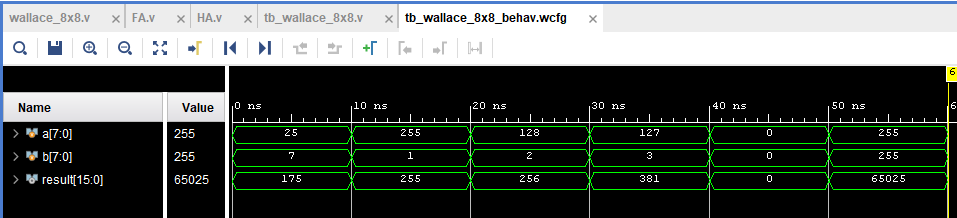 wallace_8x8.v FA.v HA.v tb_wallace_8x8.v tb_wallace_8x8_behav.wcfg
6
Name Value 0 ns 10 ns 20 ns 30 ns 40 ns 50 ns 6
a[7:0] 255 25 255 128 127 0 255
b[7:0] 255 7 1 2 3 0 255
result[15:0] 65025 175 255 256 381 0 65025